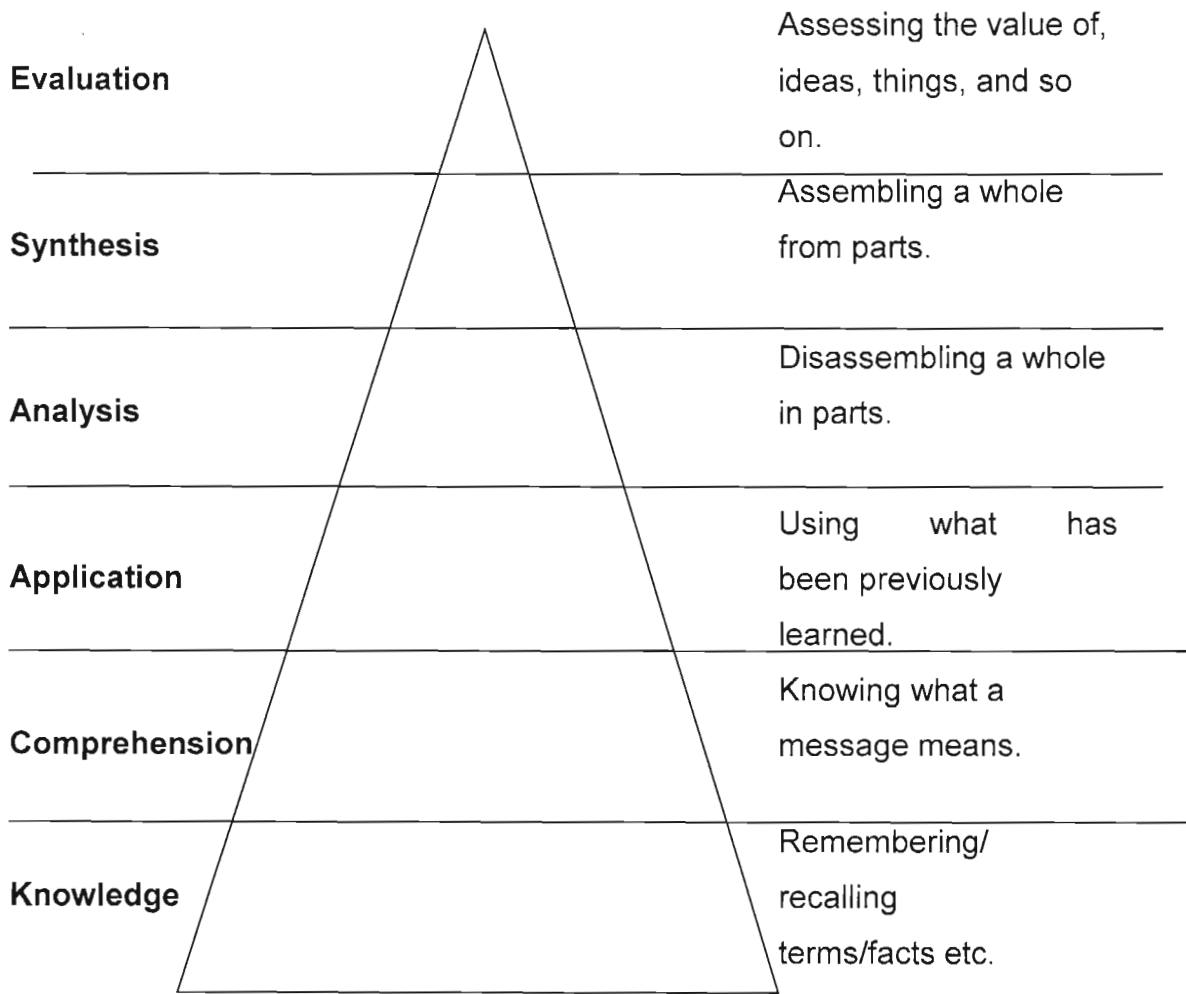 Evaluation
Assessing the value of,
ideas, things, and so
on.
Synthesis
Assembling a whole
from parts.
Analysis
Disassembling a whole
in parts.
Application
Using what has
been previously
learned.
Comprehension
Knowing what a
message means.
Knowledge
Remembering/
recalling
terms/facts etc.